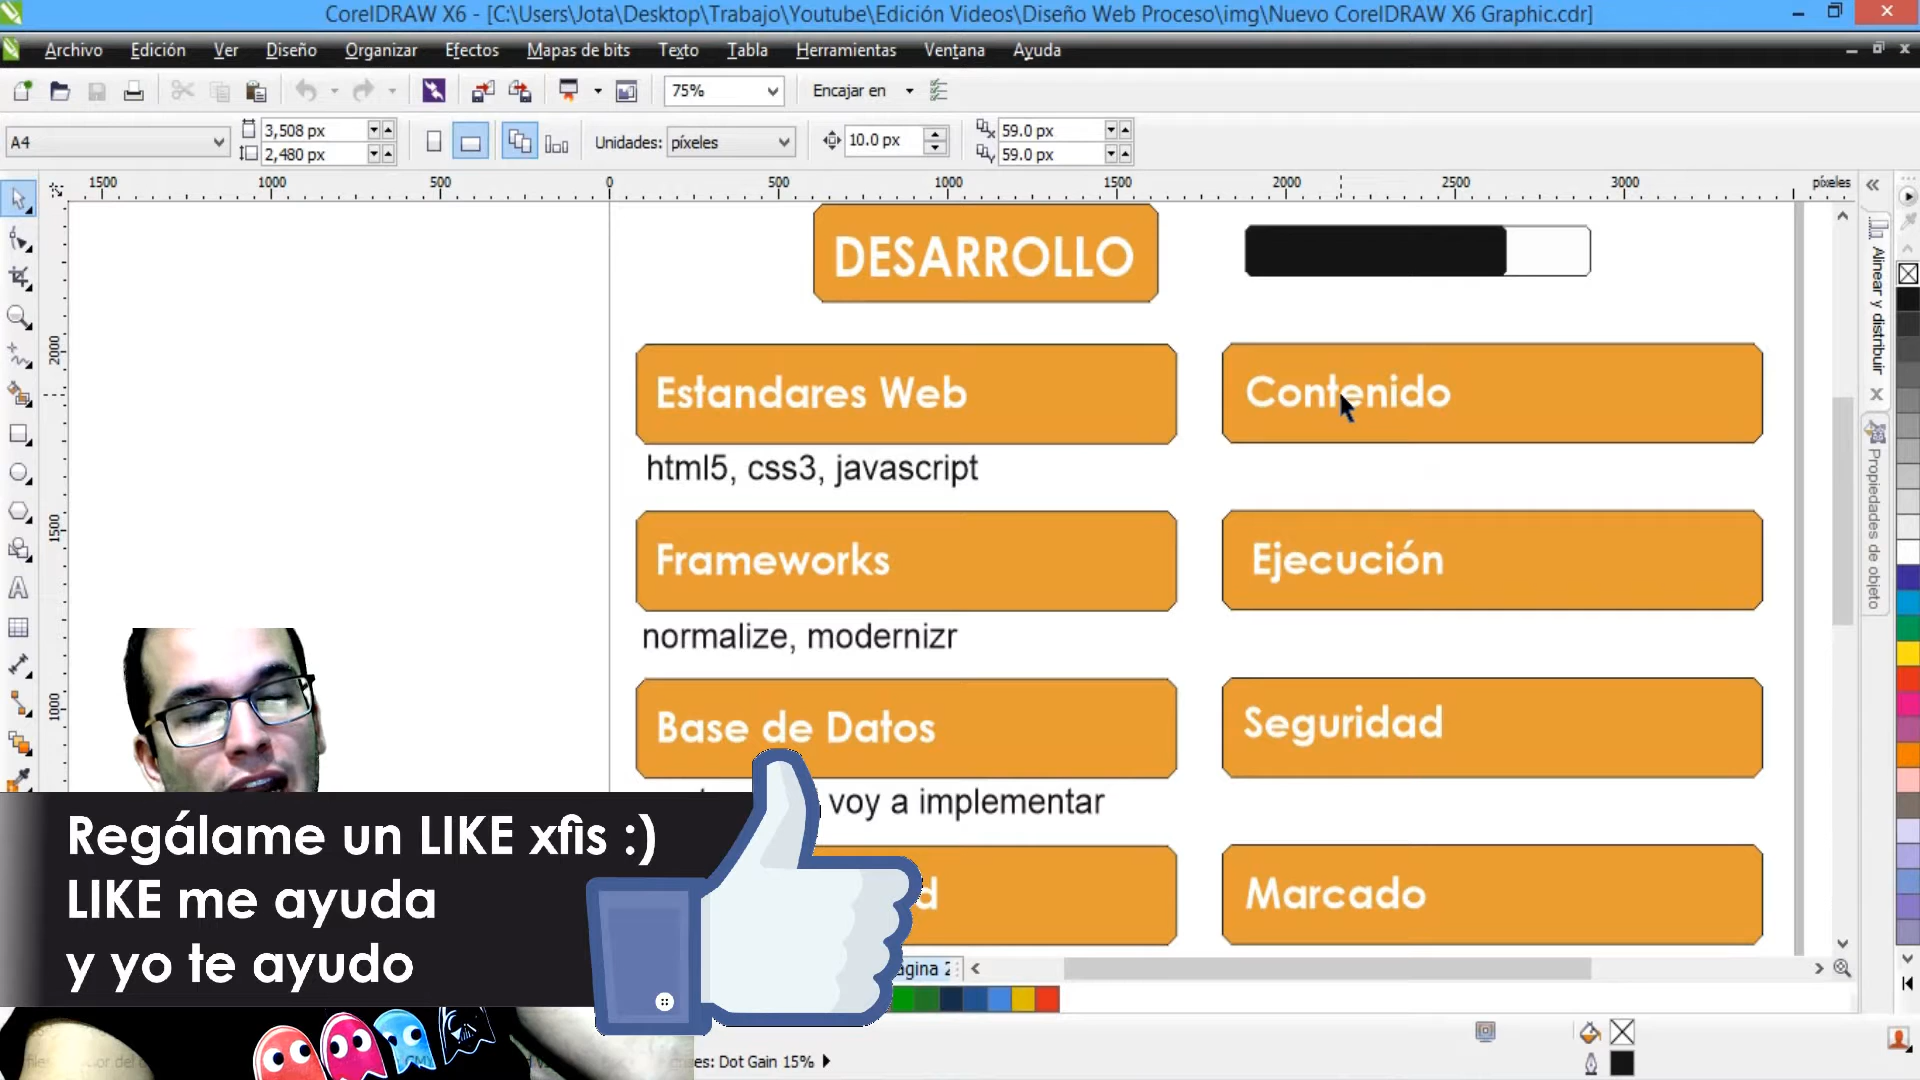 CorelDRAW X6 - [C:\Users\Jota\Desktop\Trabajo\Youtube\Edición Videos\Diseño Web Proceso\img\Nuevo CorelDRAW X6 Graphic.cdr]
Archivo Edición Ver Diseño Organizar Efectos Mapas de bits Texto Tabla Herramientas Ventana Ayuda
75% Encajar en
A4 3,508 px 2,480 px Unidades: píxeles 10.0 px 59.0 px 59.0 px
1500 1000 500 0 500 1000 1500 2000 2500 3000 píxeles
2000
1500
1000
Alinear y distribuir
Propiedades de objeto
DESARROLLO
Estandares Web
Contenido
html5, css3, javascript
Frameworks
Ejecución
normalize, modernizr
Base de Datos
Seguridad
voy a implementar
Marcado
Regálame un LIKE xfis :)
LIKE me ayuda
y yo te ayudo
ágina 2
es: Dot Gain 15%